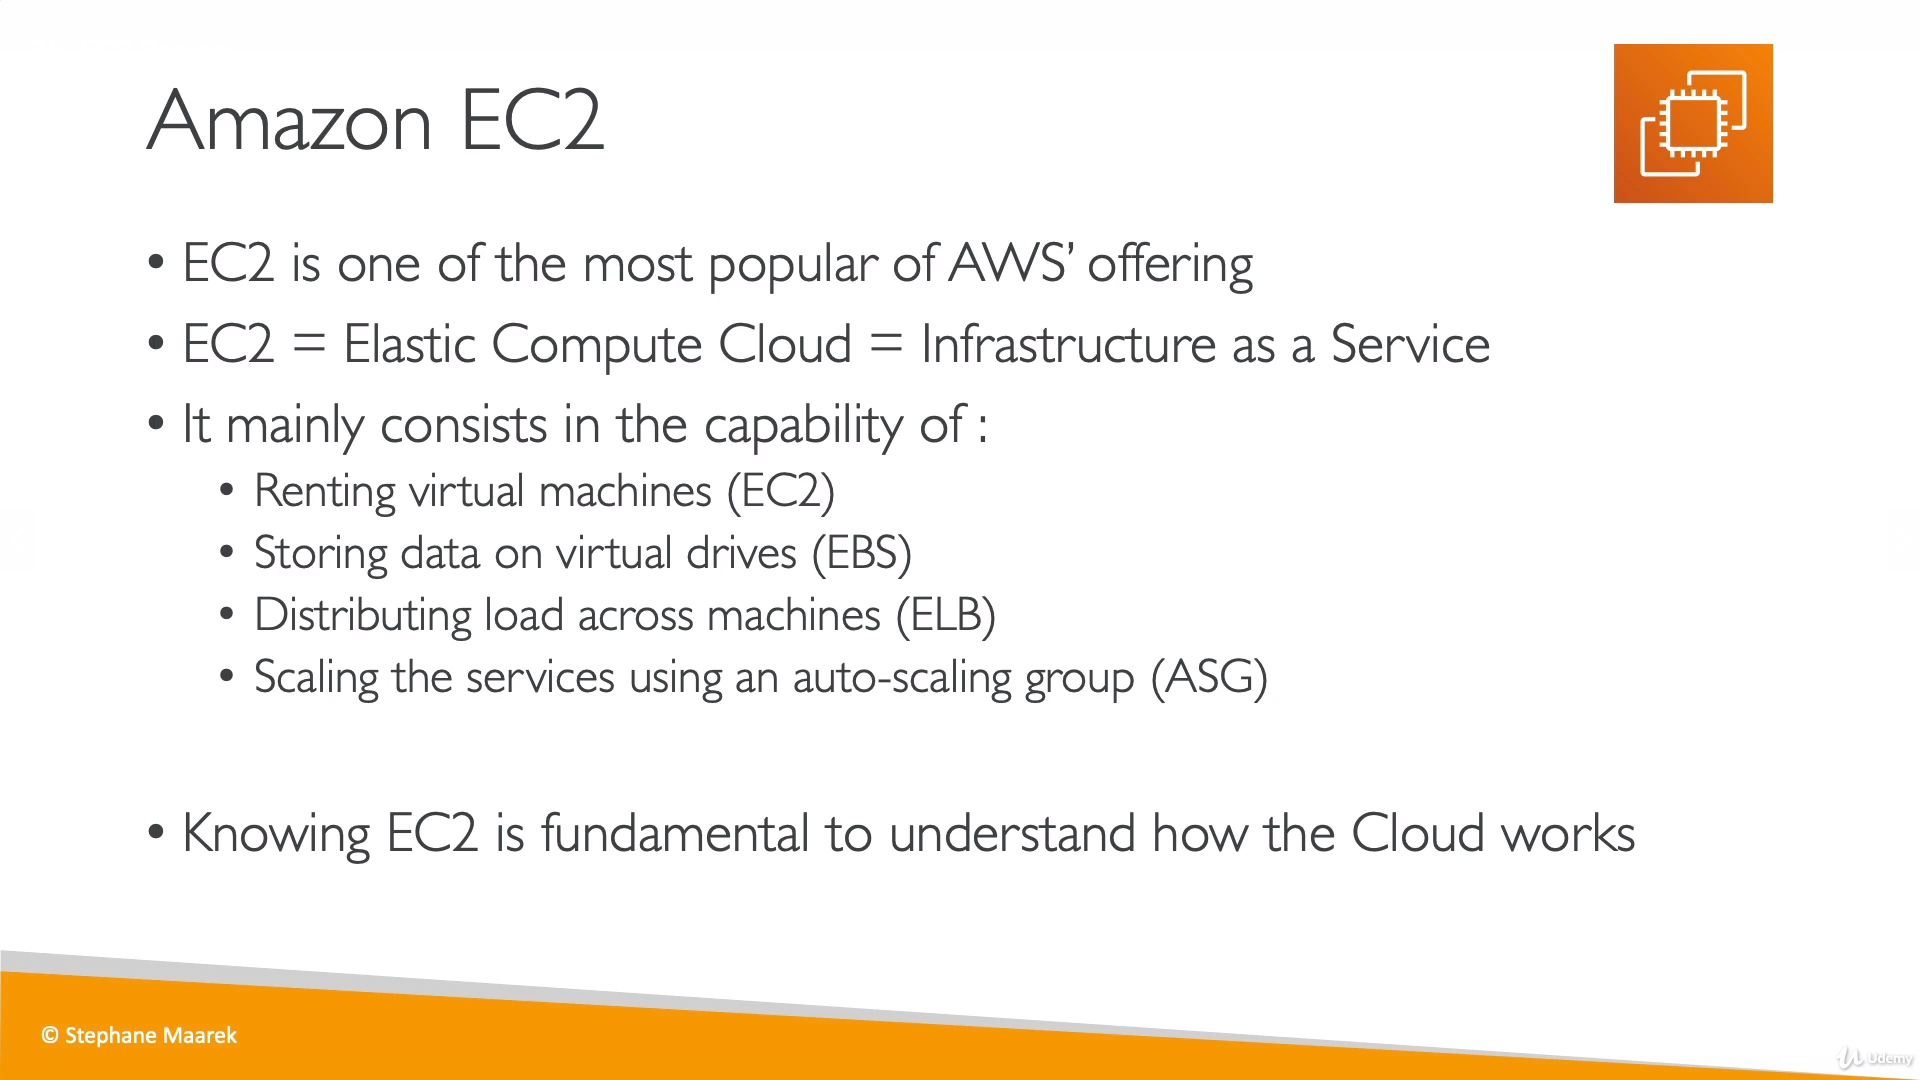 Amazon EC2
• EC2 is one of the most popular of AWS’ offering
• EC2 = Elastic Compute Cloud = Infrastructure as a Service
• It mainly consists in the capability of :
• Renting virtual machines (EC2)
• Storing data on virtual drives (EBS)
• Distributing load across machines (ELB)
• Scaling the services using an auto-scaling group (ASG)
• Knowing EC2 is fundamental to understand how the Cloud works
© Stephane Maarek
Udemy